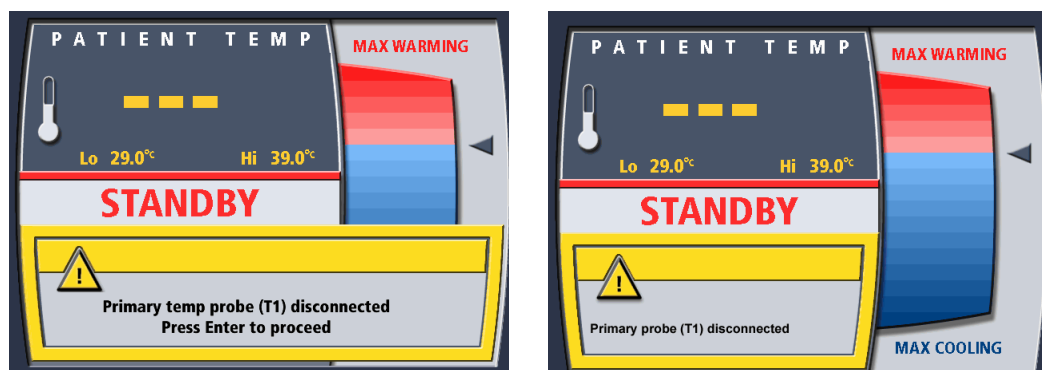 PATIENT TEMP
MAX WARMING
---
Lo 29.0°c Hi 39.0°c
STANDBY
!
Primary temp probe (T1) disconnected
Press Enter to proceed
PATIENT TEMP
MAX WARMING
---
Lo 29.0°c Hi 39.0°c
STANDBY
!
Primary probe (T1) disconnected
MAX COOLING